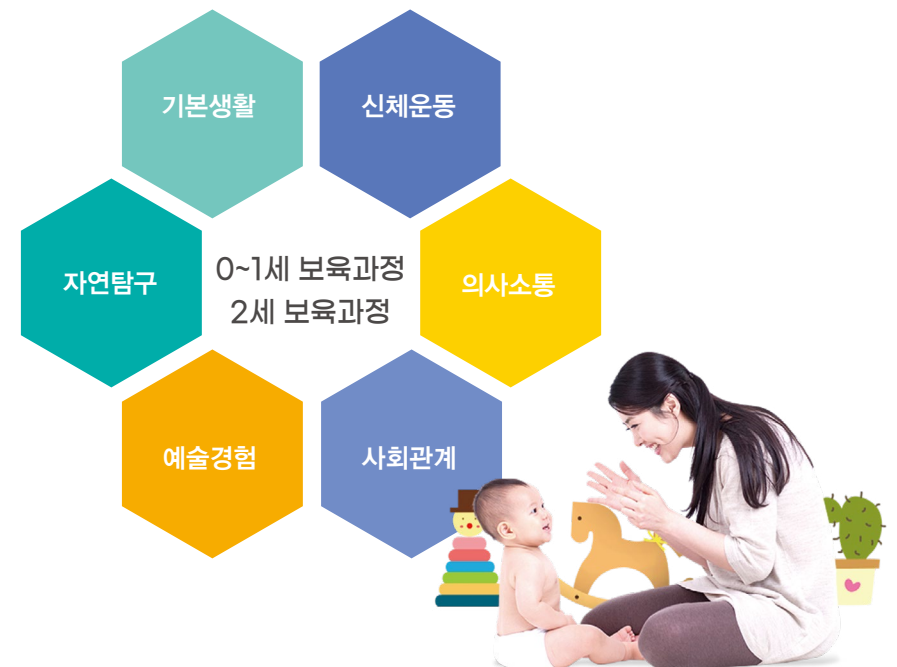 기본생활
신체운동
자연탐구
0~1세 보육과정
2세 보육과정
의사소통
예술경험
사회관계